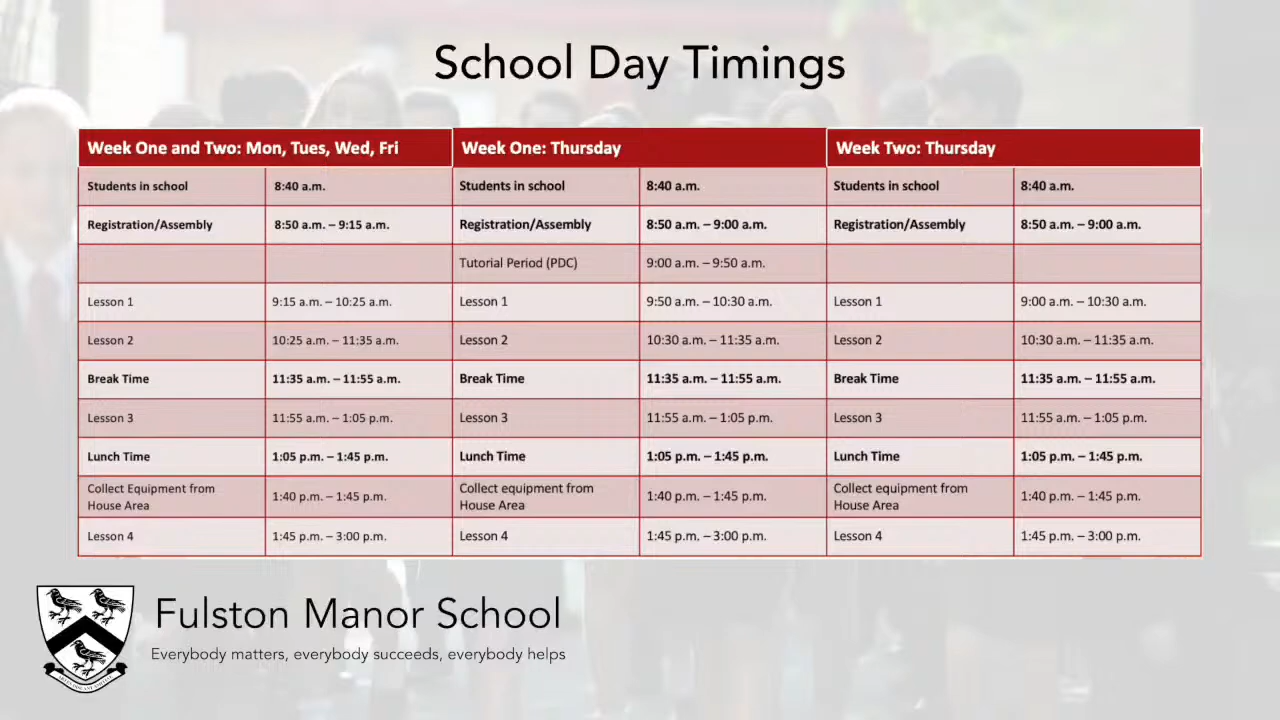 School Day Timings
Week One and Two: Mon, Tues, Wed, Fri Week One: Thursday Week Two: Thursday
Students in school 8:40 a.m. Students in school 8:40 a.m. Students in school 8:40 a.m.
Registration/Assembly 8:50 a.m. – 9:15 a.m. Registration/Assembly 8:50 a.m. – 9:00 a.m. Registration/Assembly 8:50 a.m. – 9:00 a.m.
Tutorial Period (PDC) 9:00 a.m. – 9:50 a.m.
Lesson 1 9:15 a.m. – 10:25 a.m. Lesson 1 9:50 a.m. – 10:30 a.m. Lesson 1 9:00 a.m. – 10:30 a.m.
Lesson 2 10:25 a.m. – 11:35 a.m. Lesson 2 10:30 a.m. – 11:35 a.m. Lesson 2 10:30 a.m. – 11:35 a.m.
Break Time 11:35 a.m. – 11:55 a.m. Break Time 11:35 a.m. – 11:55 a.m. Break Time 11:35 a.m. – 11:55 a.m.
Lesson 3 11:55 a.m. – 1:05 p.m. Lesson 3 11:55 a.m. – 1:05 p.m. Lesson 3 11:55 a.m. – 1:05 p.m.
Lunch Time 1:05 p.m. – 1:45 p.m. Lunch Time 1:05 p.m. – 1:45 p.m. Lunch Time 1:05 p.m. – 1:45 p.m.
Collect Equipment from House Area 1:40 p.m. – 1:45 p.m. Collect equipment from House Area 1:40 p.m. – 1:45 p.m. Collect equipment from House Area 1:40 p.m. – 1:45 p.m.
Lesson 4 1:45 p.m. – 3:00 p.m. Lesson 4 1:45 p.m. – 3:00 p.m. Lesson 4 1:45 p.m. – 3:00 p.m.
Fulston Manor School
Everybody matters, everybody succeeds, everybody helps